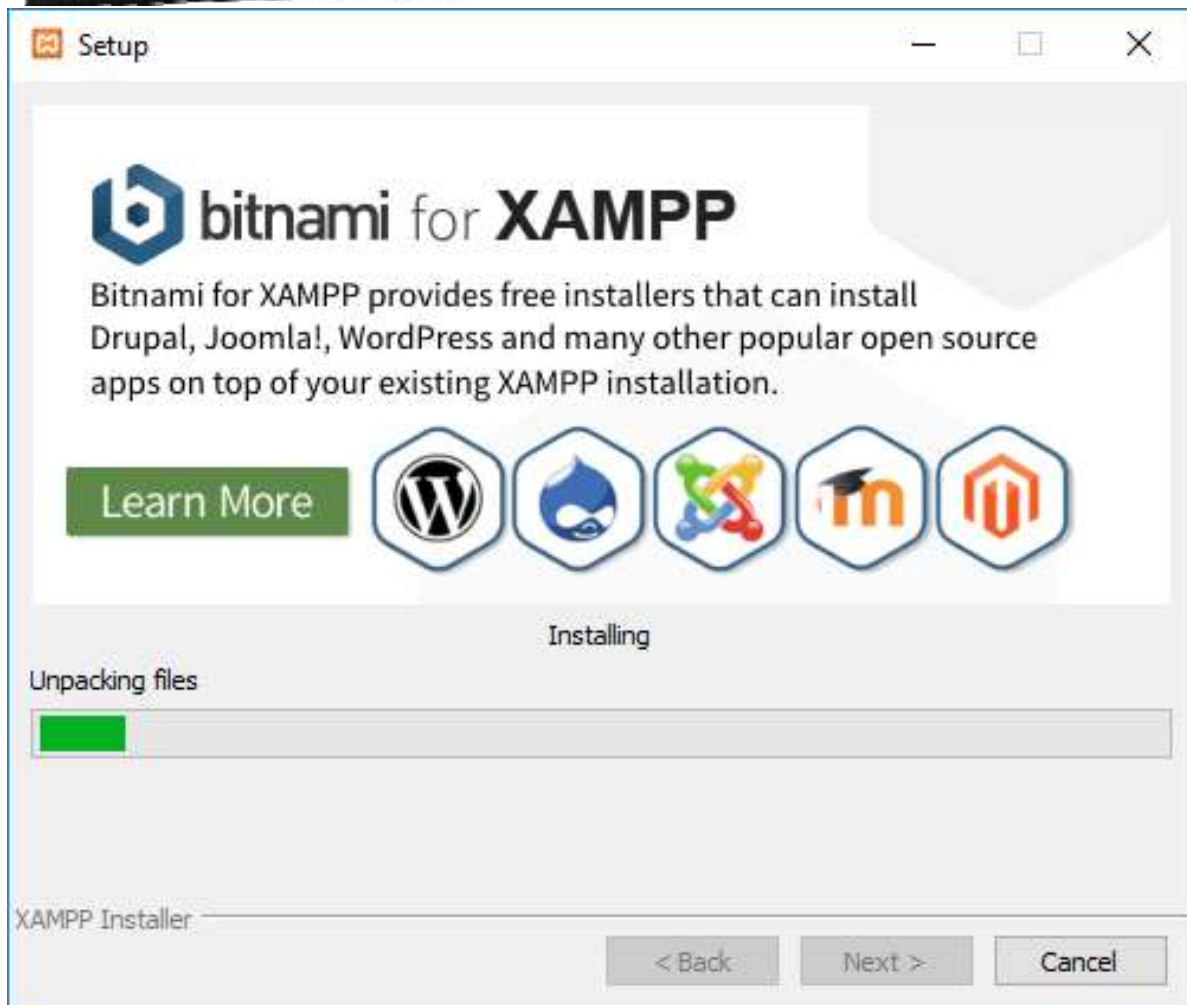 Setup
bitnami for XAMPP
Bitnami for XAMPP provides free installers that can install
Drupal, Joomla!, WordPress and many other popular open source
apps on top of your existing XAMPP installation.
Learn More
Installing
Unpacking files
XAMPP Installer
< Back Next > Cancel